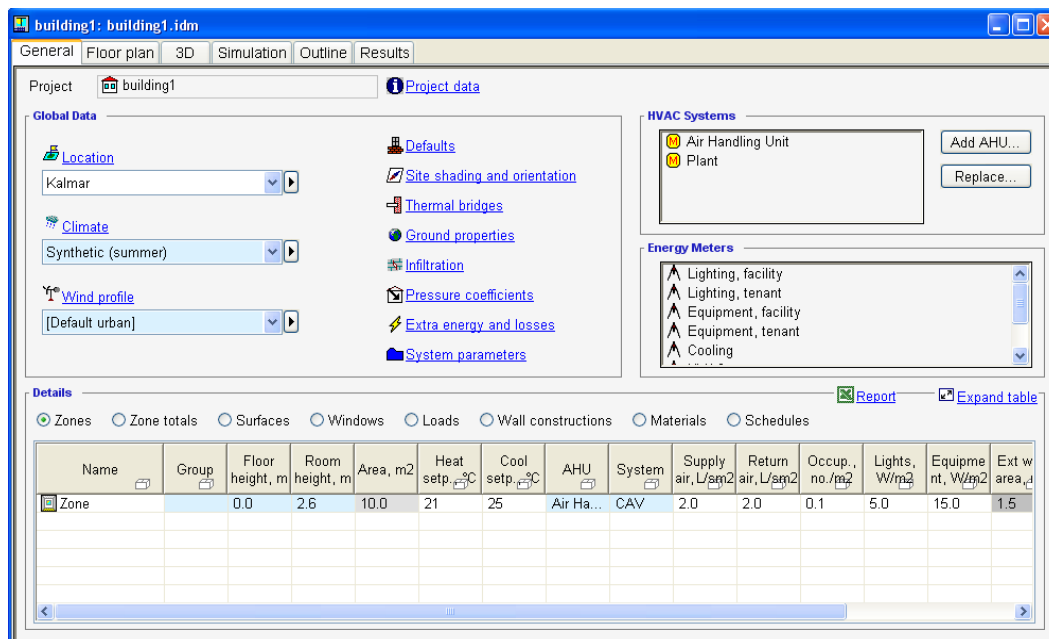 building1: building1.idm
General Floor plan 3D Simulation Outline Results
Project building1 Project data
Global Data
Location
Kalmar
Climate
Synthetic (summer)
Wind profile
[Default urban]
Defaults
Site shading and orientation
Thermal bridges
Ground properties
Infiltration
Pressure coefficients
Extra energy and losses
System parameters
HVAC Systems
Air Handling Unit
Plant
Add AHU...
Replace...
Energy Meters
Lighting, facility
Lighting, tenant
Equipment, facility
Equipment, tenant
Cooling
Details Report Expand table
Zones Zone totals Surfaces Windows Loads Wall constructions Materials Schedules
Name Group Floor height, m Room height, m Area, m2 Heat setp., °C Cool setp., °C AHU System Supply air, L/sm2 Return air, L/sm2 Occup., no./m2 Lights, W/m2 Equipme nt, W/m2 Ext w area,
Zone 0.0 2.6 10.0 21 25 Air Ha... CAV 2.0 2.0 0.1 5.0 15.0 1.5